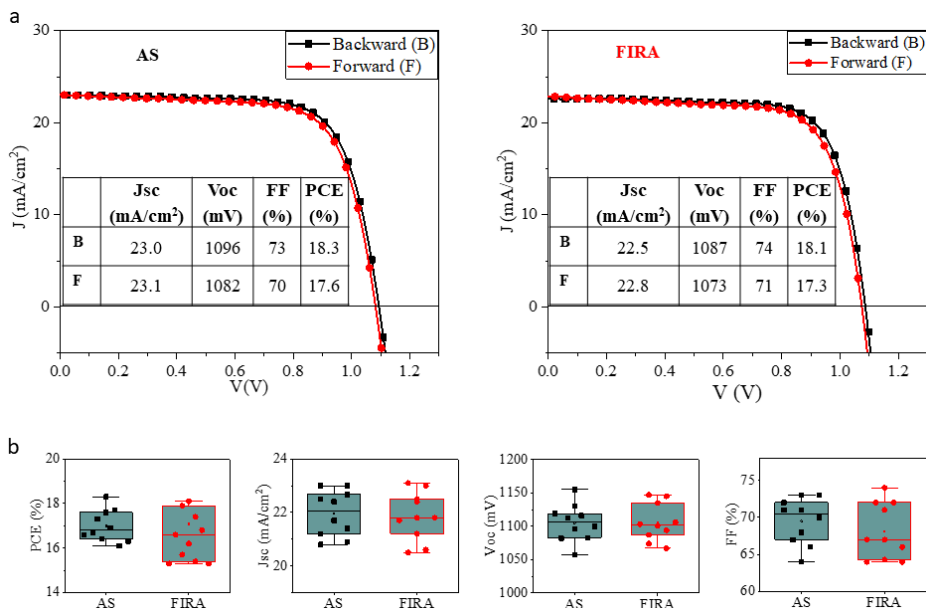 a
AS
Backward (B)
Forward (F)
30
20
10
0
J (mA/cm²)
Jsc (mA/cm²) Voc (mV) FF (%) PCE (%)
B 23.0 1096 73 18.3
F 23.1 1082 70 17.6
0.0 0.2 0.4 0.6 0.8 1.0 1.2
V(V)
FIRA
Backward (B)
Forward (F)
30
20
10
0
J (mA/cm²)
Jsc (mA/cm²) Voc (mV) FF (%) PCE (%)
B 22.5 1087 74 18.1
F 22.8 1073 71 17.3
0.0 0.2 0.4 0.6 0.8 1.0 1.2
V (V)
b
20
18
16
14
PCE (%)
AS FIRA
24
22
20
Jsc (mA/cm²)
AS FIRA
1200
1150
1100
1050
1000
Voc (mV)
AS FIRA
80
70
60
FF (%)
AS FIRA